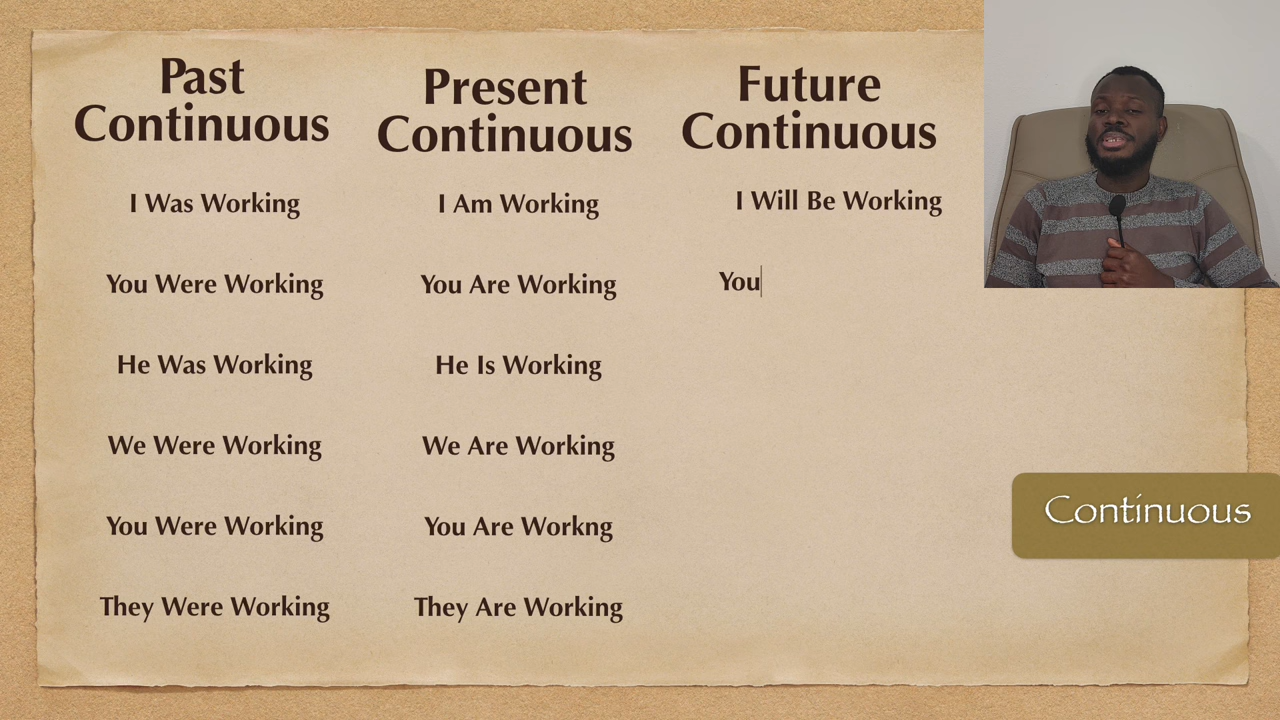 Past
Continuous
I Was Working
You Were Working
He Was Working
We Were Working
You Were Working
They Were Working
Present
Continuous
I Am Working
You Are Working
He Is Working
We Are Working
You Are Workng
They Are Working
Future
Continuous
I Will Be Working
You
Continuous